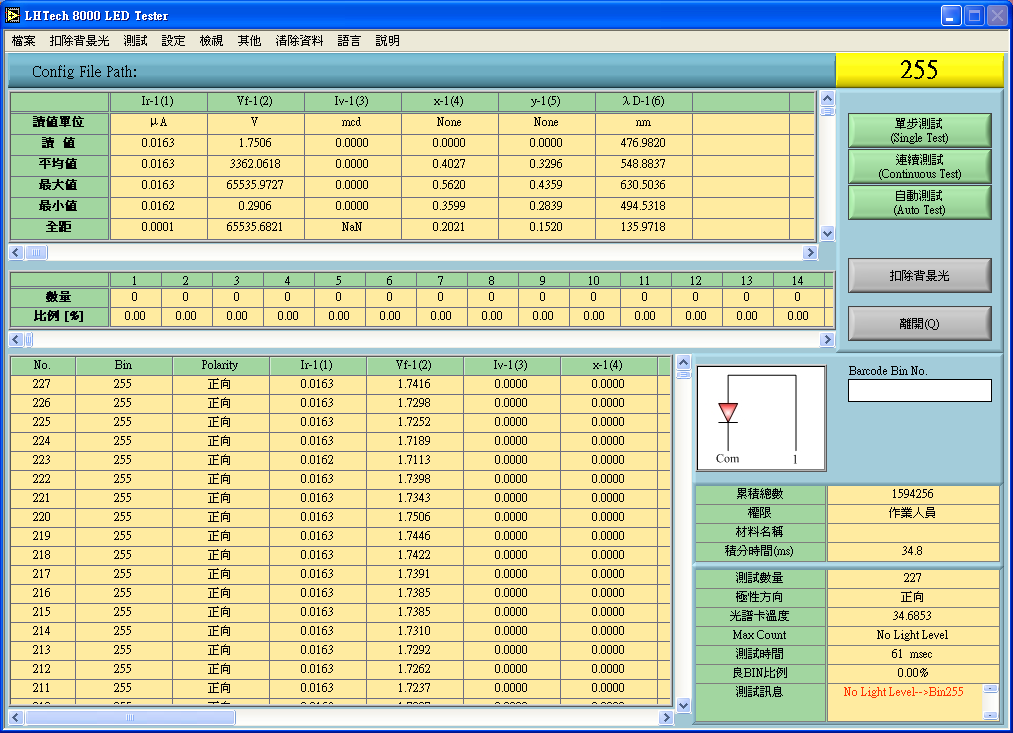 LHTech 8000 LED Tester
檔案 扣除背景光 測試 設定 檢視 其他 清除資料 語言 說明
Config File Path:
255
Ir-1(1) Vf-1(2) Iv-1(3) x-1(4) y-1(5) λ D-1(6)
讀值單位 μ A V mcd None None nm
讀 值 0.0163 1.7506 0.0000 0.0000 0.0000 476.9820
平均值 0.0163 3362.0618 0.0000 0.4027 0.3296 548.8837
最大值 0.0163 65535.9727 0.0000 0.5620 0.4359 630.5036
最小值 0.0162 0.2906 0.0000 0.3599 0.2839 494.5318
全距 0.0001 65535.6821 NaN 0.2021 0.1520 135.9718
單步測試
(Single Test)
連續測試
(Continuous Test)
自動測試
(Auto Test)
扣除背景光
離開(Q)
1 2 3 4 5 6 7 8 9 10 11 12 13 14
數量 0 0 0 0 0 0 0 0 0 0 0 0 0 0
比例 [%] 0.00 0.00 0.00 0.00 0.00 0.00 0.00 0.00 0.00 0.00 0.00 0.00 0.00 0.00
No. Bin Polarity Ir-1(1) Vf-1(2) Iv-1(3) x-1(4)
227 255 正向 0.0163 1.7416 0.0000 0.0000
226 255 正向 0.0163 1.7298 0.0000 0.0000
225 255 正向 0.0163 1.7252 0.0000 0.0000
224 255 正向 0.0163 1.7189 0.0000 0.0000
223 255 正向 0.0162 1.7113 0.0000 0.0000
222 255 正向 0.0163 1.7398 0.0000 0.0000
221 255 正向 0.0163 1.7343 0.0000 0.0000
220 255 正向 0.0163 1.7506 0.0000 0.0000
219 255 正向 0.0163 1.7446 0.0000 0.0000
218 255 正向 0.0163 1.7422 0.0000 0.0000
217 255 正向 0.0163 1.7391 0.0000 0.0000
216 255 正向 0.0163 1.7385 0.0000 0.0000
215 255 正向 0.0163 1.7385 0.0000 0.0000
214 255 正向 0.0163 1.7310 0.0000 0.0000
213 255 正向 0.0163 1.7292 0.0000 0.0000
212 255 正向 0.0163 1.7262 0.0000 0.0000
211 255 正向 0.0163 1.7237 0.0000 0.0000
Com 1
Barcode Bin No.
累積總數 1594256
權限 作業人員
材料名稱
積分時間(ms) 34.8
測試數量 227
極性方向 正向
光譜卡溫度 34.6853
Max Count No Light Level
測試時間 61 msec
良BIN比例 0.00%
測試訊息 No Light Level-->Bin255